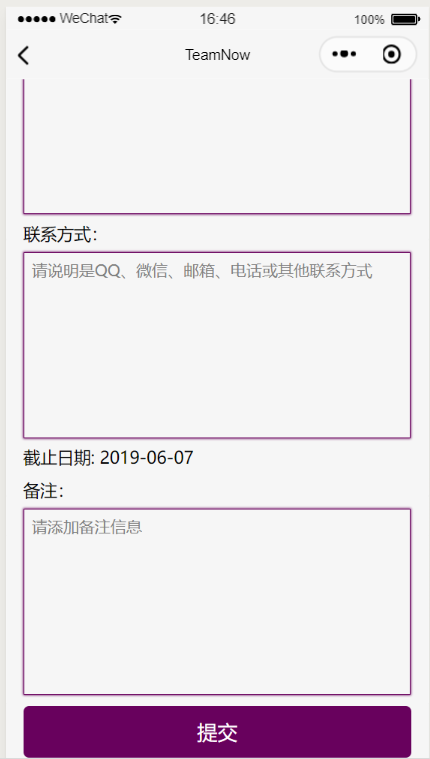 WeChat 16:46 100%
TeamNow
联系方式：
请说明是QQ、微信、邮箱、电话或其他联系方式
截止日期: 2019-06-07
备注：
请添加备注信息
提交